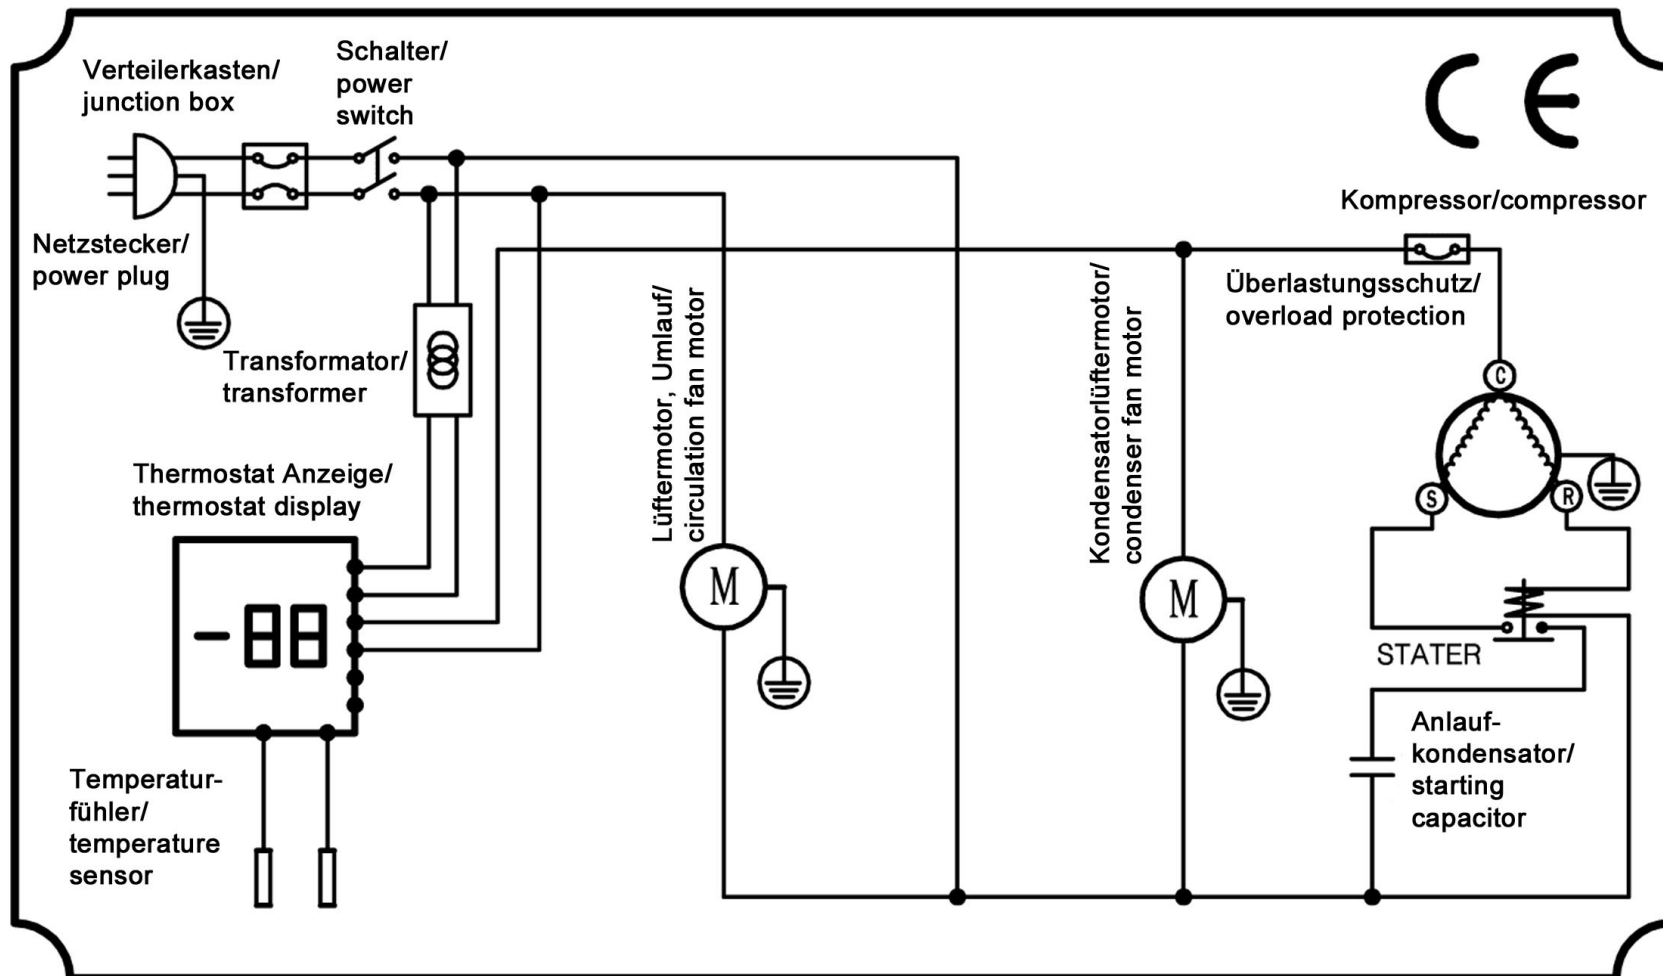 Verteilerkasten/
junction box
Schalter/
power
switch
CE
Netzstecker/
power plug
Kompressor/compressor
Überlastungsschutz/
overload protection
Transformator/
transformer
Lüftermotor, Umlauf/
circulation fan motor
Kondensatorlüftermotor/
condenser fan motor
C
S
R
Thermostat Anzeige/
thermostat display
-88
M
M
STATER
Anlauf-
kondensator/
starting
capacitor
Temperatur-
fühler/
temperature
sensor